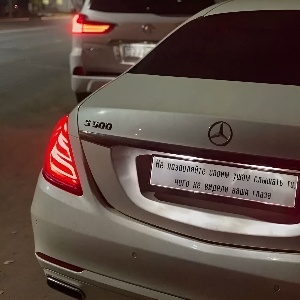 S500
Не позволяйте своим ушам слышать то,
чего не видели ваши глаза